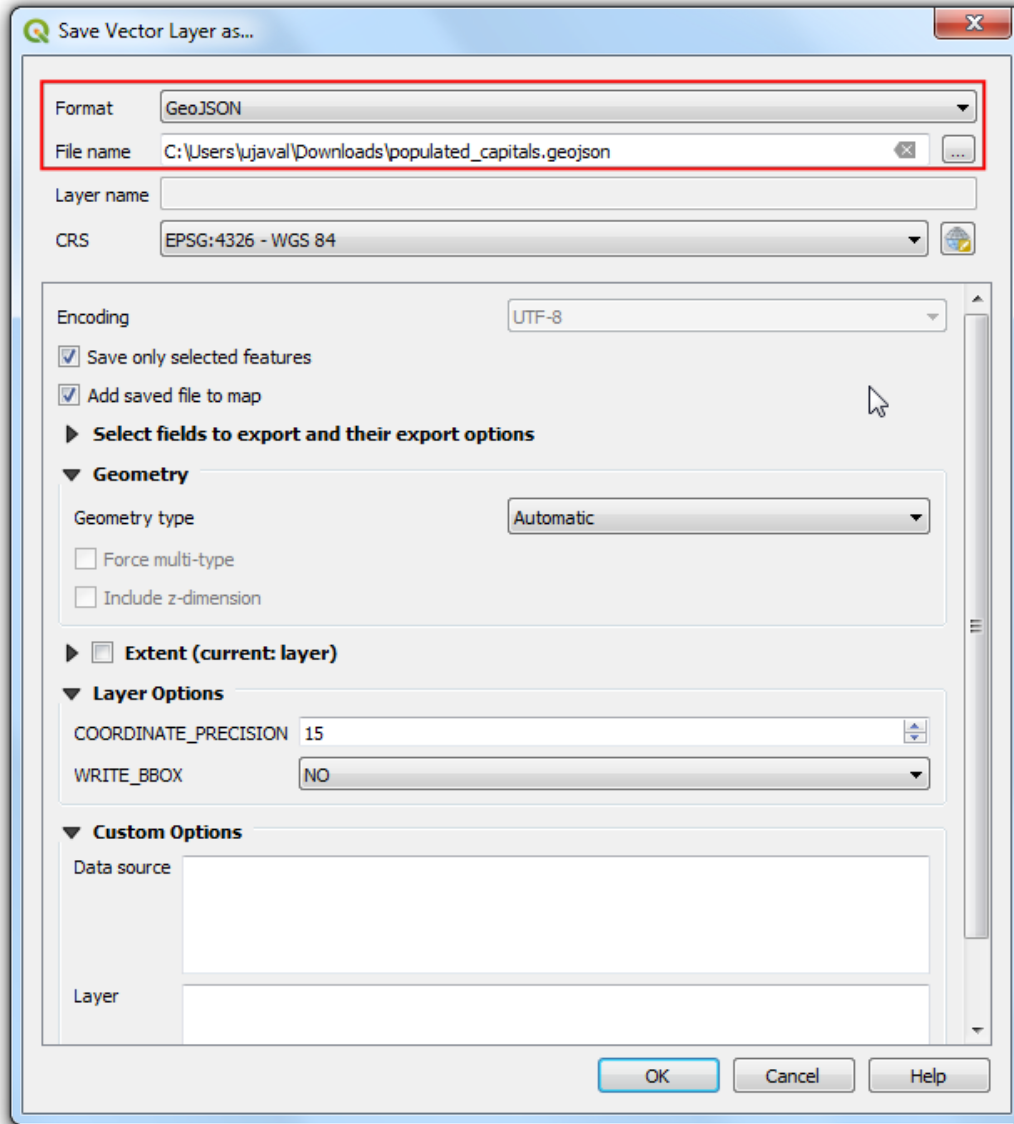 Save Vector Layer as...
Format GeoJSON
File name C:\Users\ujaval\Downloads\populated_capitals.geojson ...
Layer name
CRS EPSG:4326 - WGS 84
Encoding UTF-8
Save only selected features
Add saved file to map
Select fields to export and their export options
Geometry
Geometry type Automatic
Force multi-type
Include z-dimension
Extent (current: layer)
Layer Options
COORDINATE_PRECISION 15
WRITE_BBOX NO
Custom Options
Data source
Layer
OK Cancel Help